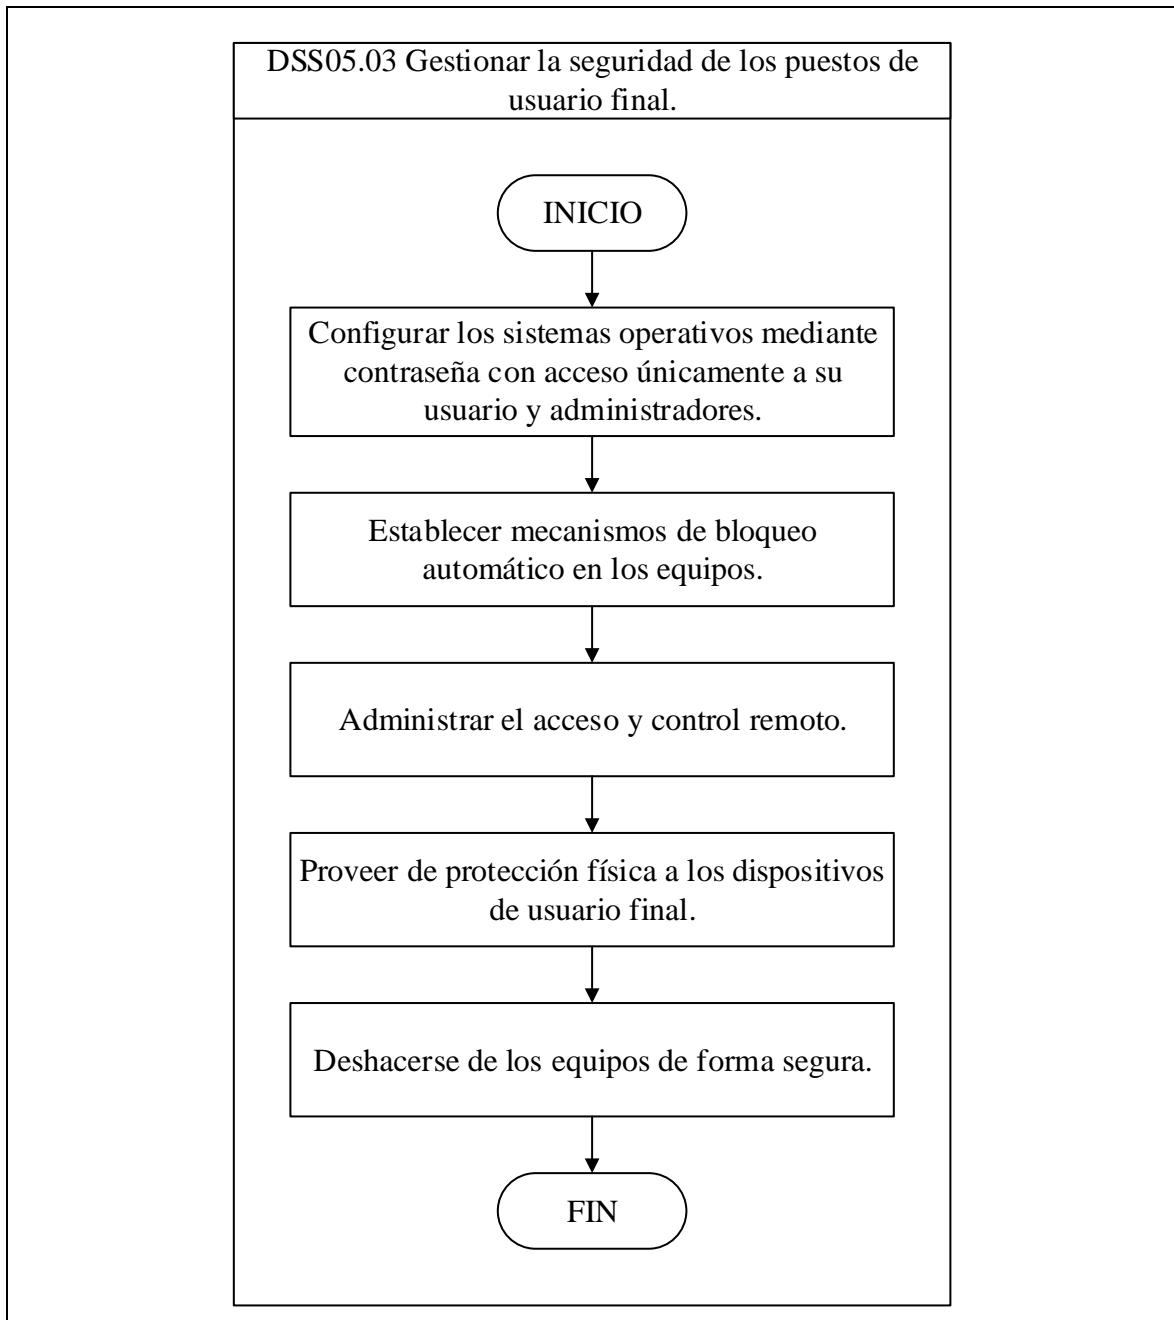 DSS05.03 Gestionar la seguridad de los puestos de
usuario final.
INICIO
Configurar los sistemas operativos mediante
contraseña con acceso únicamente a su
usuario y administradores.
Establecer mecanismos de bloqueo
automático en los equipos.
Administrar el acceso y control remoto.
Proveer de protección física a los dispositivos
de usuario final.
Deshacerse de los equipos de forma segura.
FIN